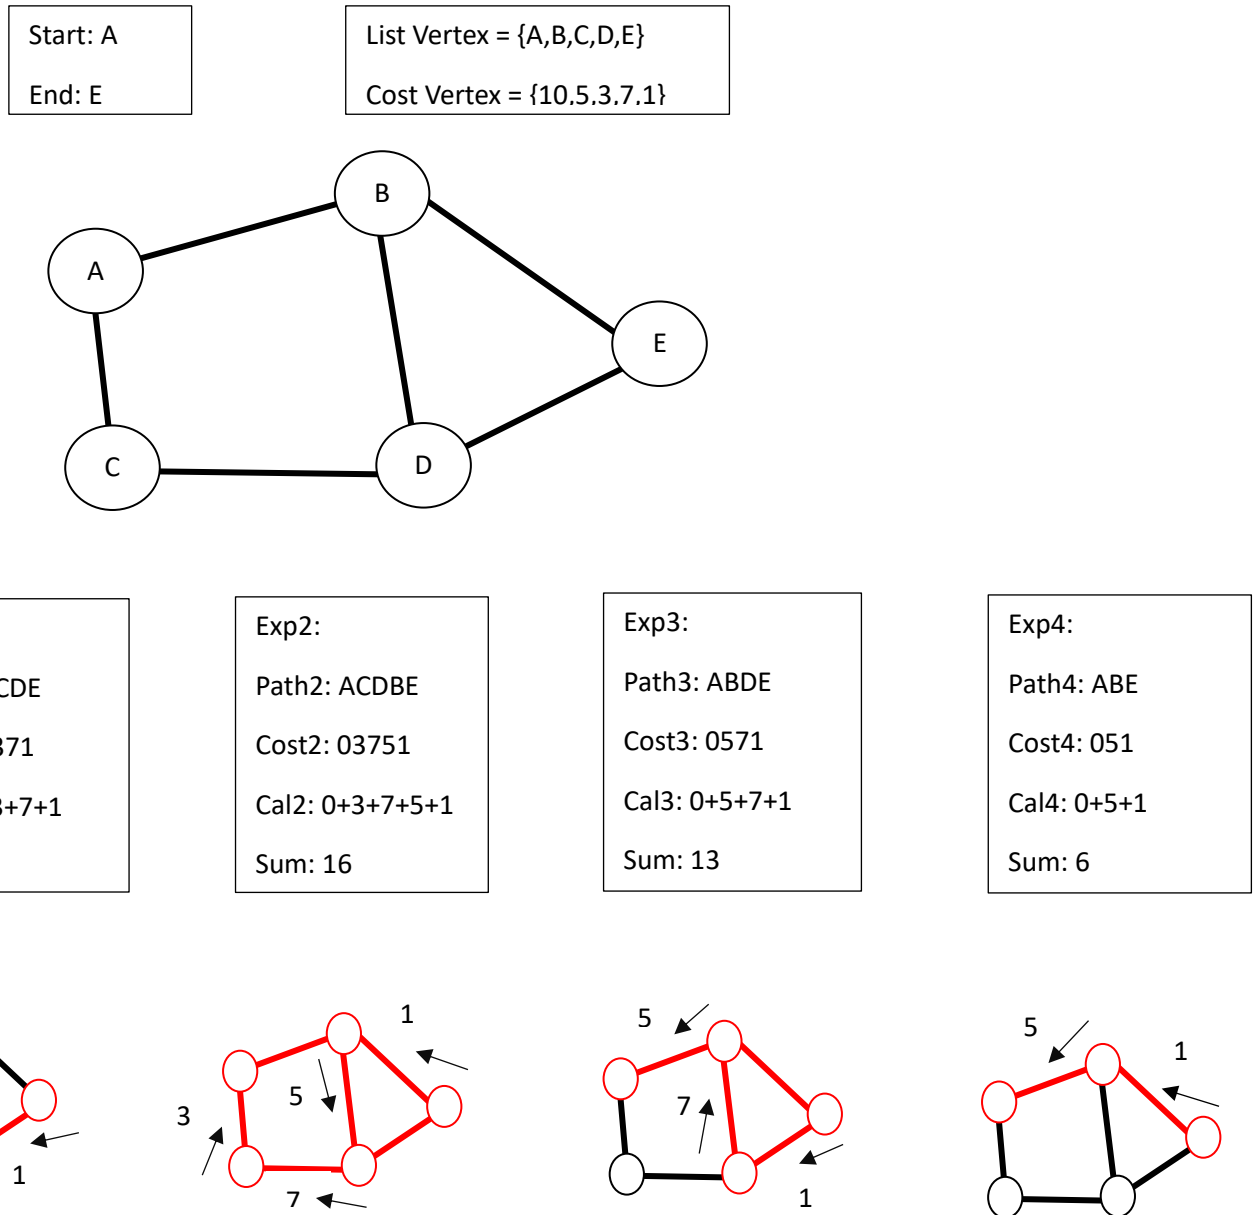 Start: A
End: E
List Vertex = {A,B,C,D,E}
Cost Vertex = {10,5,3,7,1}
B
A
E
C
D
CDE
371
3+7+1
Exp2:
Path2: ACDBE
Cost2: 03751
Cal2: 0+3+7+5+1
Sum: 16
Exp3:
Path3: ABDE
Cost3: 0571
Cal3: 0+5+7+1
Sum: 13
Exp4:
Path4: ABE
Cost4: 051
Cal4: 0+5+1
Sum: 6
1
1
5
3
7
5
7
1
5
1